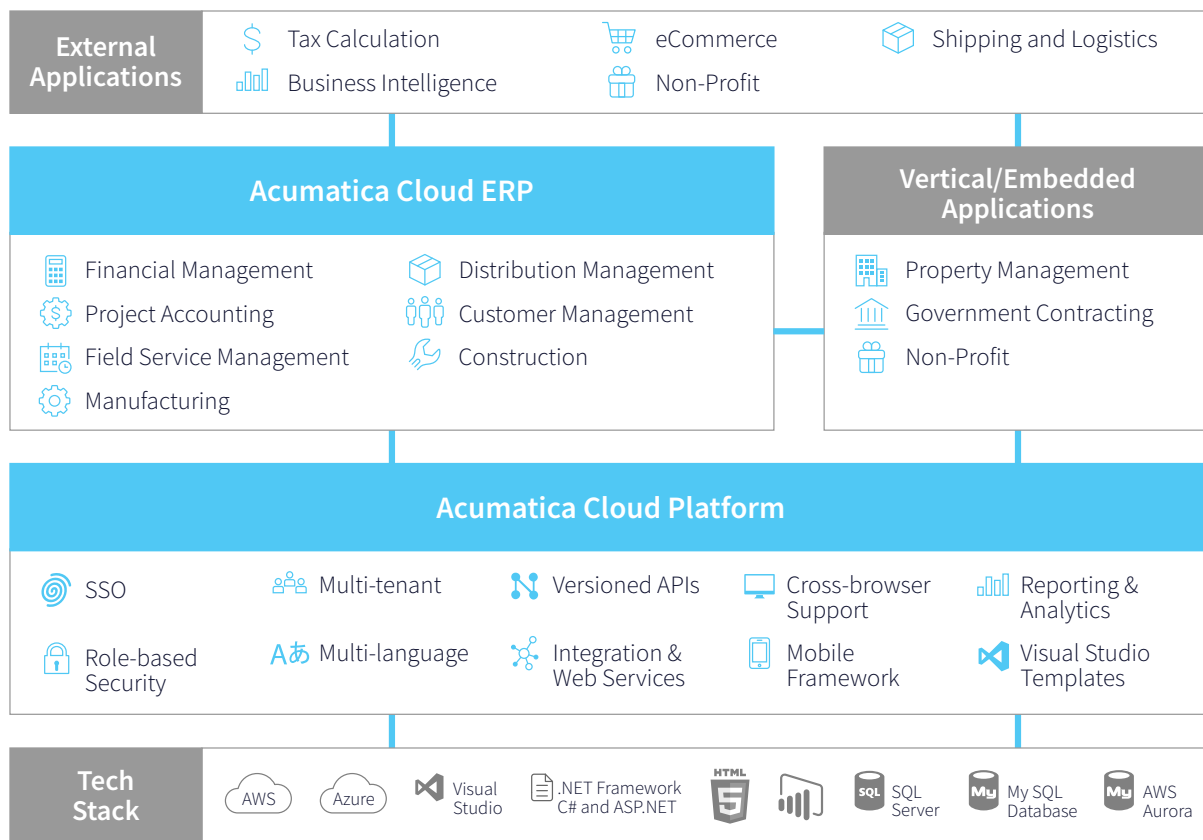 External
Applications
Tax Calculation
eCommerce
Shipping and Logistics
Business Intelligence
Non-Profit
Acumatica Cloud ERP
Financial Management
Distribution Management
Project Accounting
Customer Management
Field Service Management
Construction
Manufacturing
Vertical/Embedded
Applications
Property Management
Government Contracting
Non-Profit
Acumatica Cloud Platform
SSO
Multi-tenant
Versioned APIs
Cross-browser
Support
Reporting &
Analytics
Role-based
Security
Aあ
Multi-language
Integration &
Web Services
Mobile
Framework
Visual Studio
Templates
Tech
Stack
AWS
Azure
Visual
Studio
.NET Framework
C# and ASP.NET
HTML
5
SQL
SQL
Server
My
My SQL
Database
My
AWS
Aurora